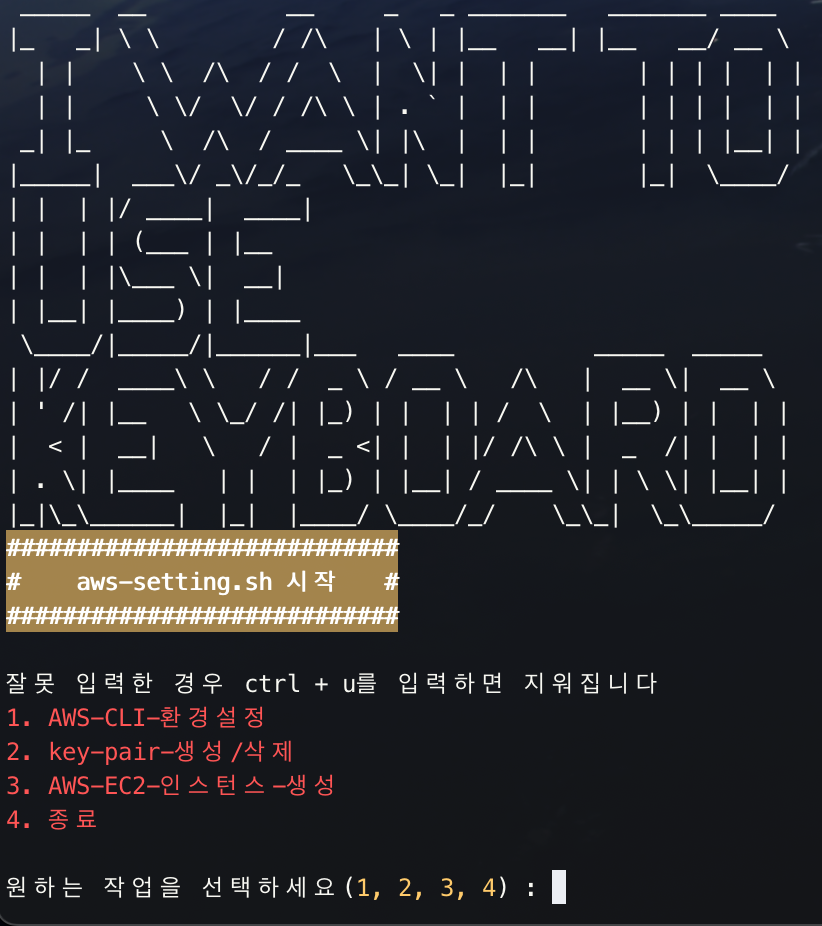 I WANT TO
USE
KEYBOARD
############################
#    aws-setting.sh 시작    #
############################
잘못 입력한 경우 ctrl + u를 입력하면 지워집니다
1. AWS-CLI-환경설정
2. key-pair-생성/삭제
3. AWS-EC2-인스턴스-생성
4. 종료
원하는 작업을 선택하세요(1, 2, 3, 4) :